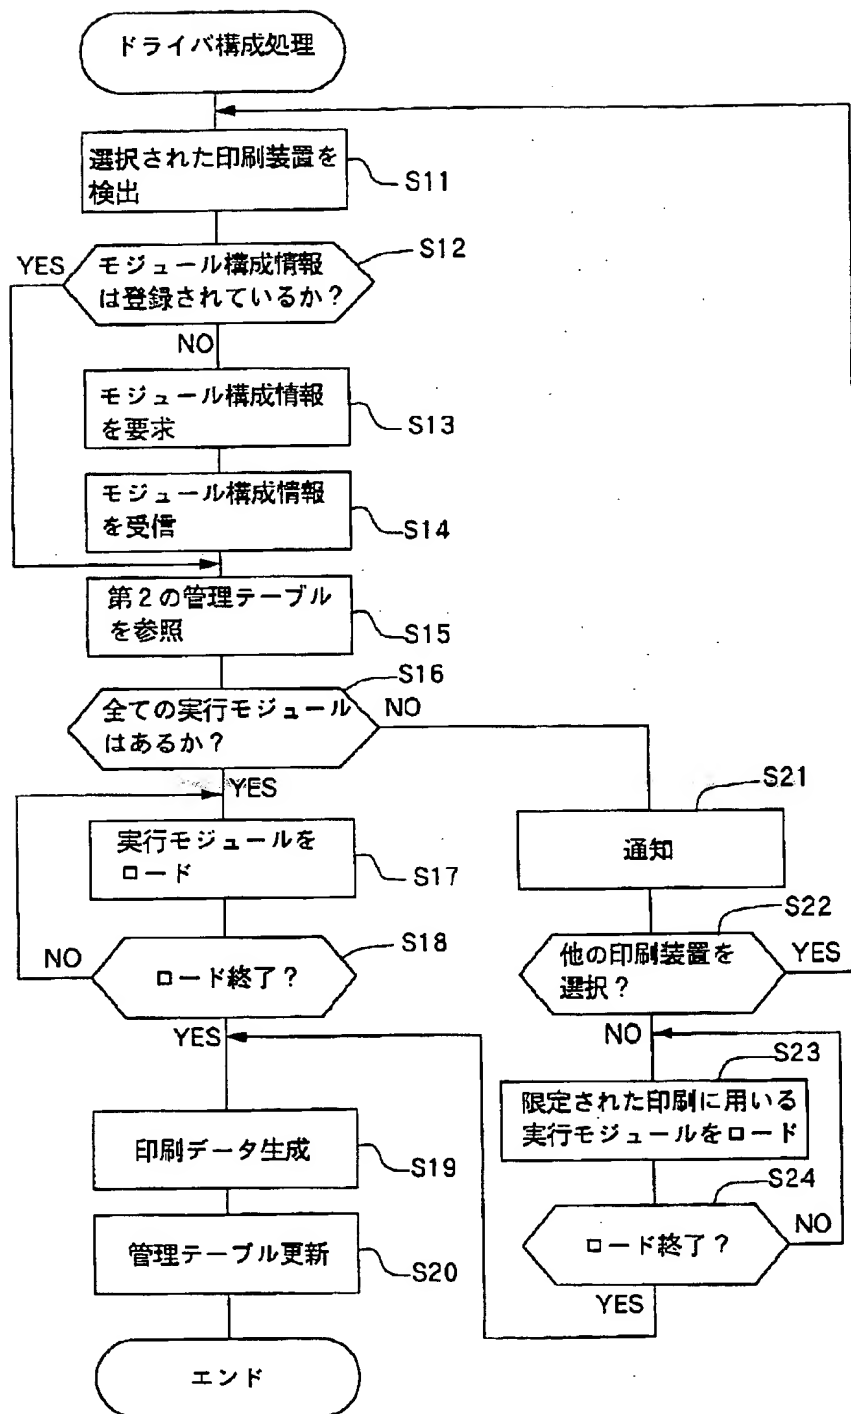 ドライバ構成処理
選択された印刷装置を
検出
S11
S12
YES
モジュール構成情報
は登録されているか?
NO
モジュール構成情報
を要求
S13
モジュール構成情報
を受信
S14
第2の管理テーブル
を参照
S15
S16
全ての実行モジュール
はあるか?
NO
YES
実行モジュールを
ロード
S17
S18
NO
ロード終了?
YES
印刷データ生成
S19
管理テーブル更新
S20
エンド
S21
通知
S22
他の印刷装置を
選択?
YES
NO
S23
限定された印刷に用いる
実行モジュールをロード
S24
ロード終了?
NO
YES